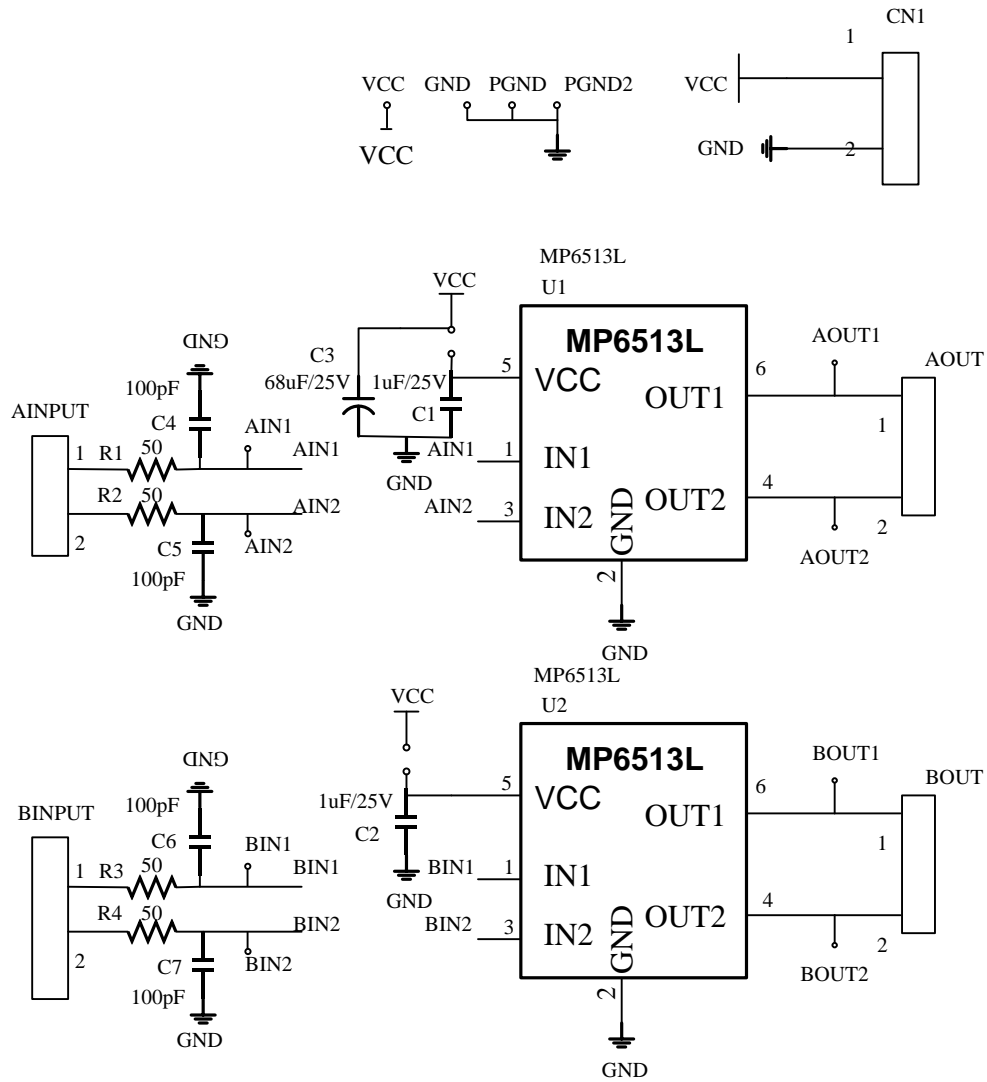 CN1
1
VCC
GND
PGND
PGND2
VCC
VCC
GND
2
MP6513L
U1
VCC
MP6513L
GND
C3
68uF/25V
1uF/25V
5
VCC
AOUT1
6
AOUT
100pF
C4
C1
OUT1
1
AINPUT
AIN1
AIN1
AIN1
1
IN1
1
R1
50
GND
R2
50
AIN2
AIN2
3
IN2
4
OUT2
2
2
C5
AIN2
GND
AOUT2
100pF
2
GND
GND
MP6513L
U2
VCC
MP6513L
GND
BOUT1
6
BOUT
100pF
1uF/25V
5
VCC
BINPUT
C6
C2
OUT1
1
BIN1
BIN1
BIN1
1
IN1
1
R3
50
GND
R4
50
BIN2
BIN2
3
IN2
4
OUT2
2
2
C7
BIN2
GND
BOUT2
100pF
2
GND
GND